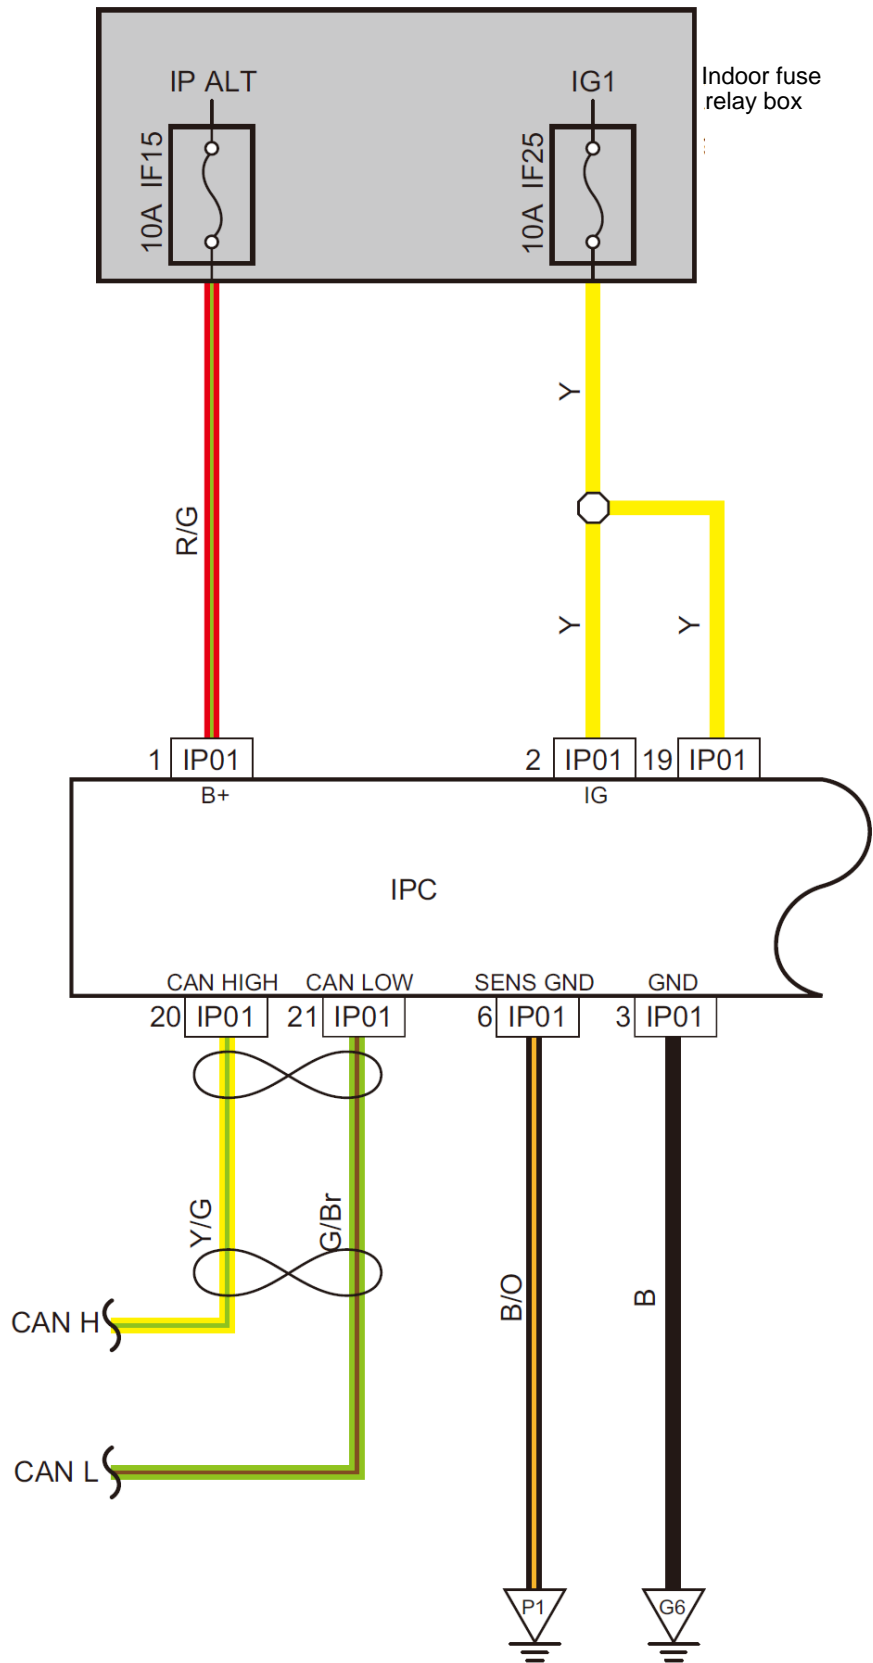 IP ALT
IG1
Indoor fuse
relay box
10A IF15
10A IF25
Y
R/G
Y
Y
1 IP01
2 IP01
19 IP01
B+
IG
IPC
CAN HIGH
CAN LOW
SENS GND
GND
20 IP01
21 IP01
6 IP01
3 IP01
Y/G
G/Br
B/O
B
CAN H
CAN L
P1
G6